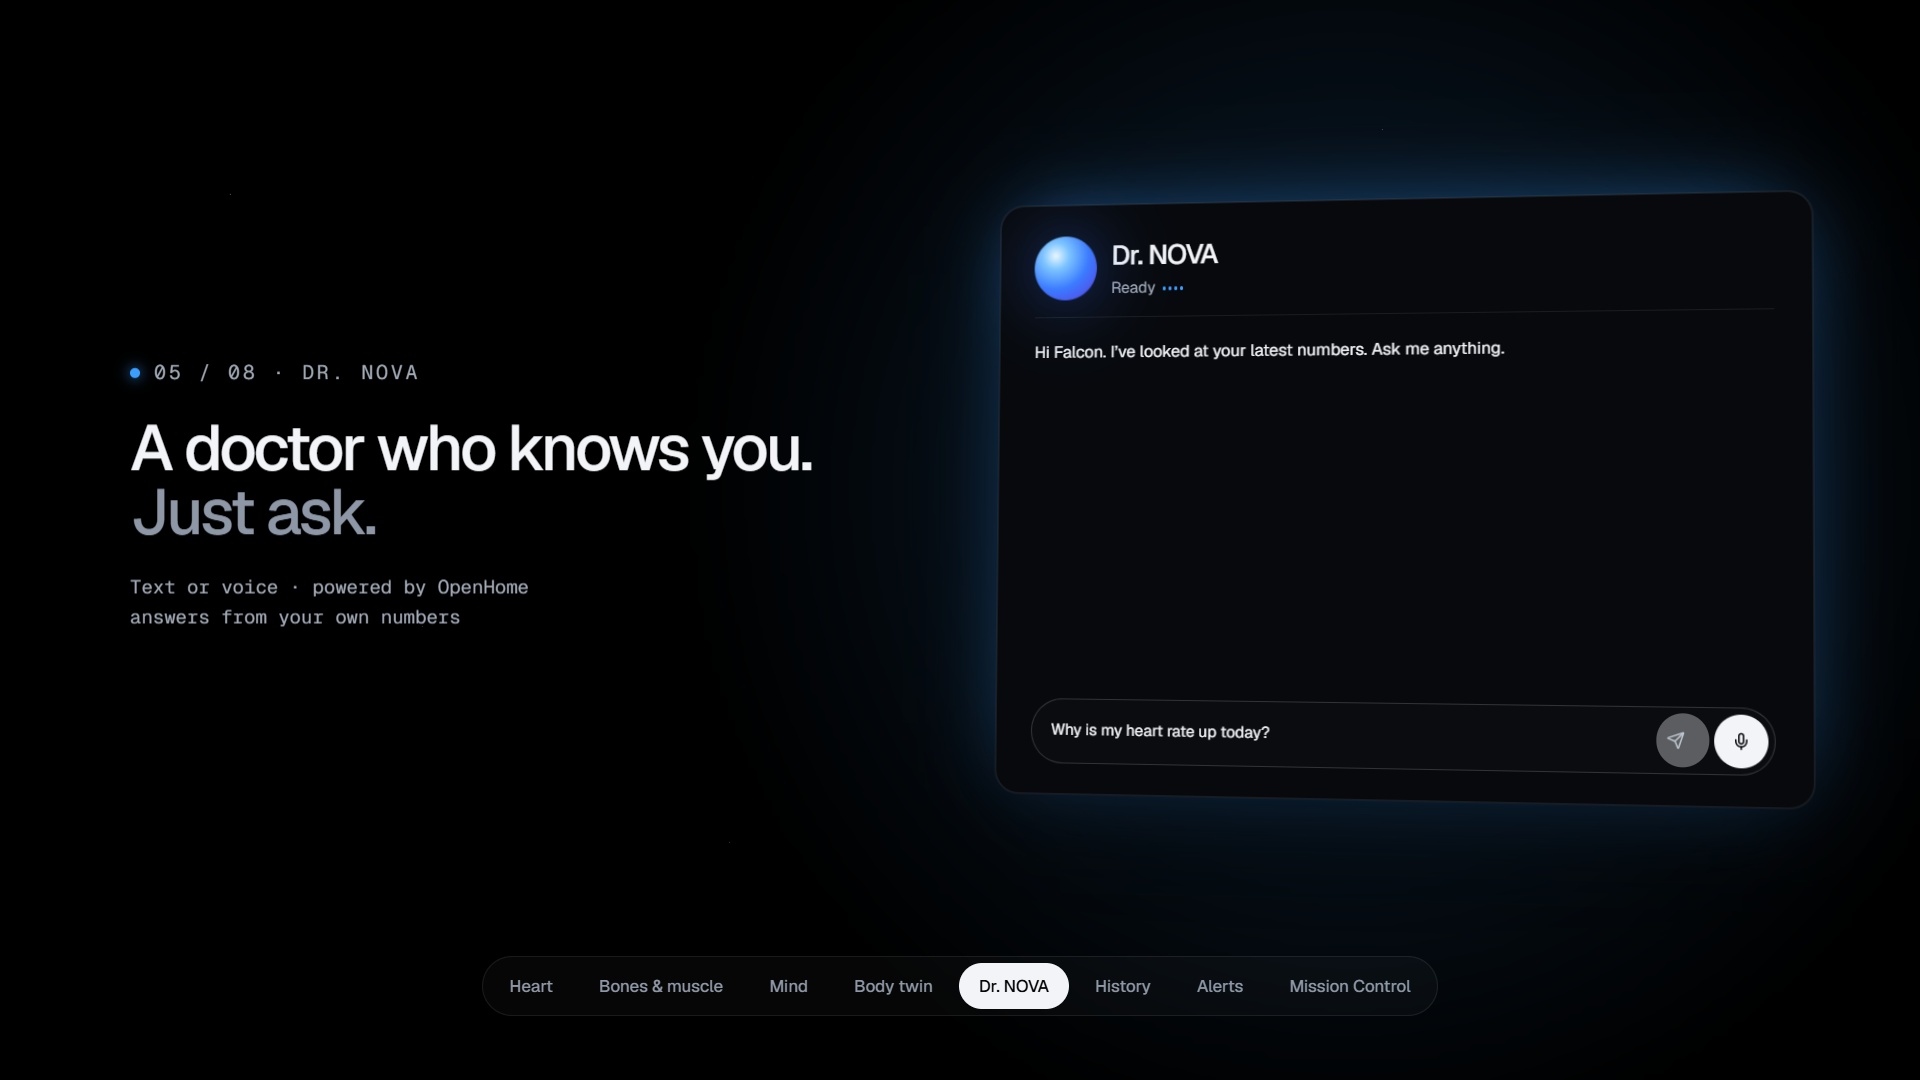 05 / 08 · DR. NOVA
A doctor who knows you.
Just ask.
Text or voice · powered by OpenHome
answers from your own numbers
Dr. NOVA
Ready
Hi Falcon. I've looked at your latest numbers. Ask me anything.
Why is my heart rate up today?
Heart Bones & muscle Mind Body twin Dr. NOVA History Alerts Mission Control